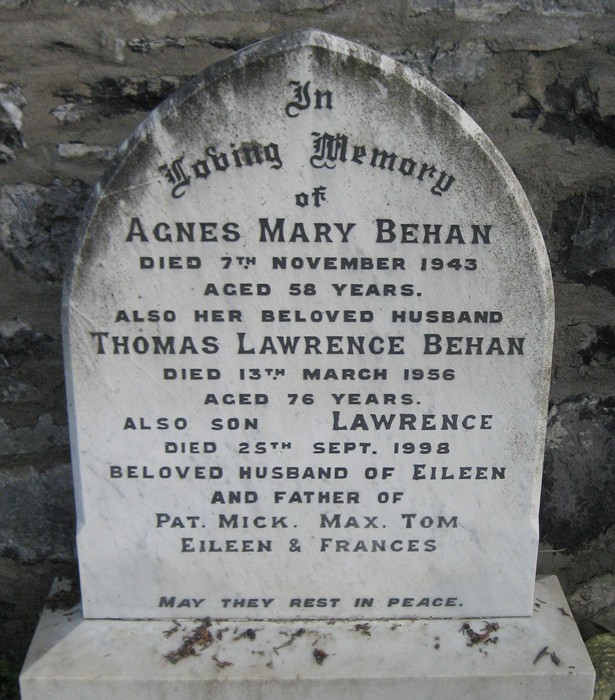 In
Loving Memory
of
AGNES MARY BEHAN
DIED 7TH NOVEMBER 1943
AGED 58 YEARS.
ALSO HER BELOVED HUSBAND
THOMAS LAWRENCE BEHAN
DIED 13TH MARCH 1956
AGED 76 YEARS.
ALSO SON LAWRENCE
DIED 25TH SEPT. 1998
BELOVED HUSBAND OF EILEEN
AND FATHER OF
PAT. MICK. MAX. TOM
EILEEN & FRANCES
MAY THEY REST IN PEACE.